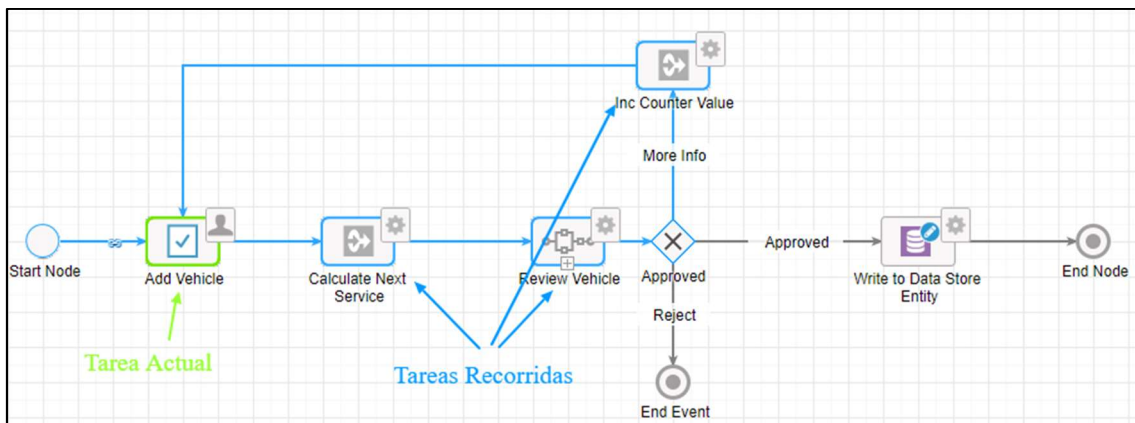 Inc Counter Value
More Info
Start Node
Add Vehicle
Calculate Next
Service
Review Vehicle
Approved
Approved
Write to Data Store
Entity
End Node
Reject
Tarea Actual
Tareas Recorridas
End Event